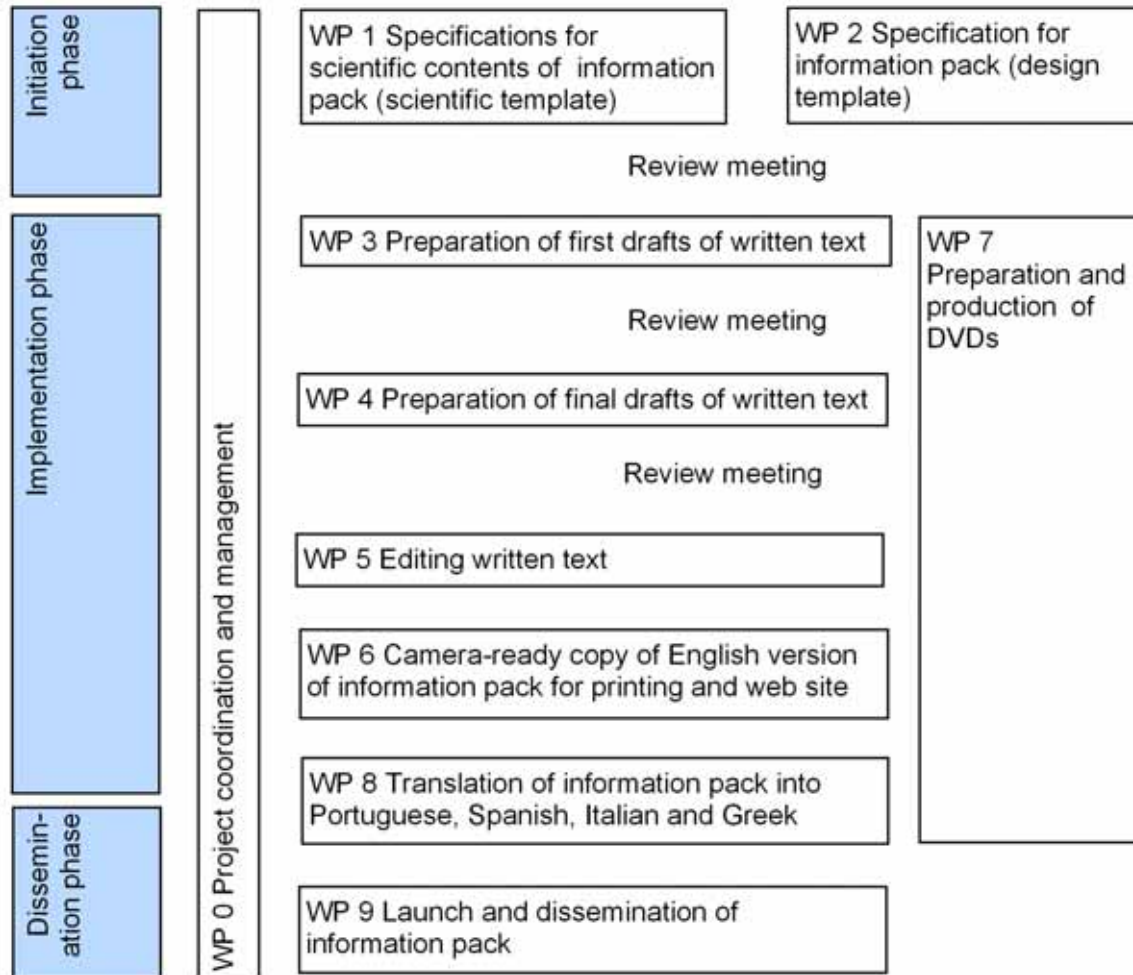 Initiation
phase
WP 1 Specifications for
scientific contents of information
pack (scientific template)
WP 2 Specification for
information pack (design
template)
Review meeting
Implementation phase
WP 0 Project coordination and management
WP 3 Preparation of first drafts of written text
WP 7
Preparation and
production of
DVDs
Review meeting
WP 4 Preparation of final drafts of written text
Review meeting
WP 5 Editing written text
WP 6 Camera-ready copy of English version
of information pack for printing and web site
WP 8 Translation of information pack into
Portuguese, Spanish, Italian and Greek
Dissemin-
ation phase
WP 9 Launch and dissemination of
information pack